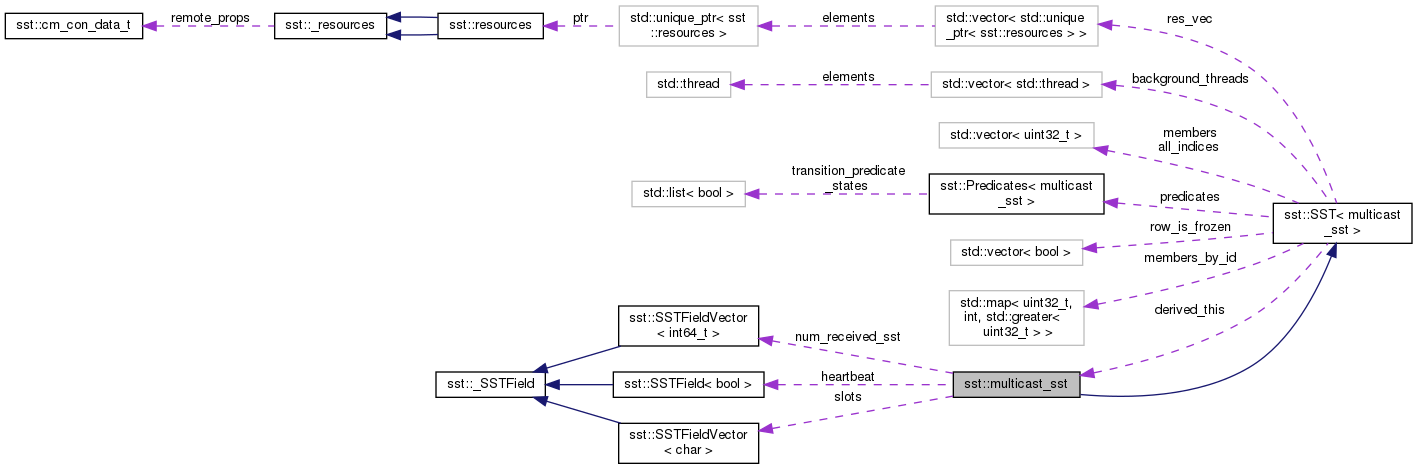 sst::cm_con_data_t
remote_props
sst::_resources
sst::resources
ptr
std::unique_ptr< sst
::resources >
elements
std::vector< std::unique
_ptr< sst::resources > >
res_vec
std::thread
elements
std::vector< std::thread >
background_threads
std::vector< uint32_t >
members
all_indices
std::list< bool >
transition_predicate
_states
sst::Predicates< multicast
_sst >
predicates
sst::SST< multicast
_sst >
std::vector< bool >
row_is_frozen
std::map< uint32_t,
int, std::greater<
uint32_t > >
members_by_id
derived_this
sst::SSTFieldVector
< int64_t >
num_received_sst
sst::_SSTField
sst::SSTField< bool >
heartbeat
sst::multicast_sst
slots
sst::SSTFieldVector
< char >